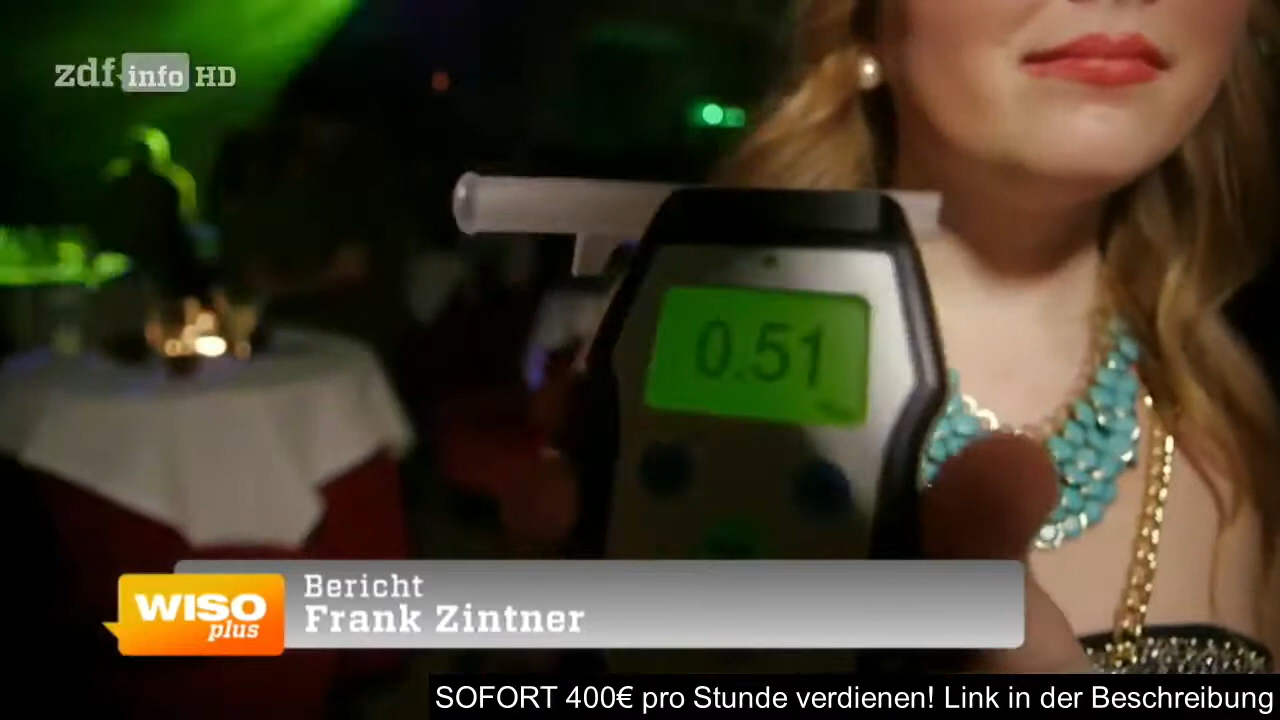 zdf info HD
0.51
Bericht
WISO plus
Frank Zintner
SOFORT 400€ pro Stunde verdienen! Link in der Beschreibung